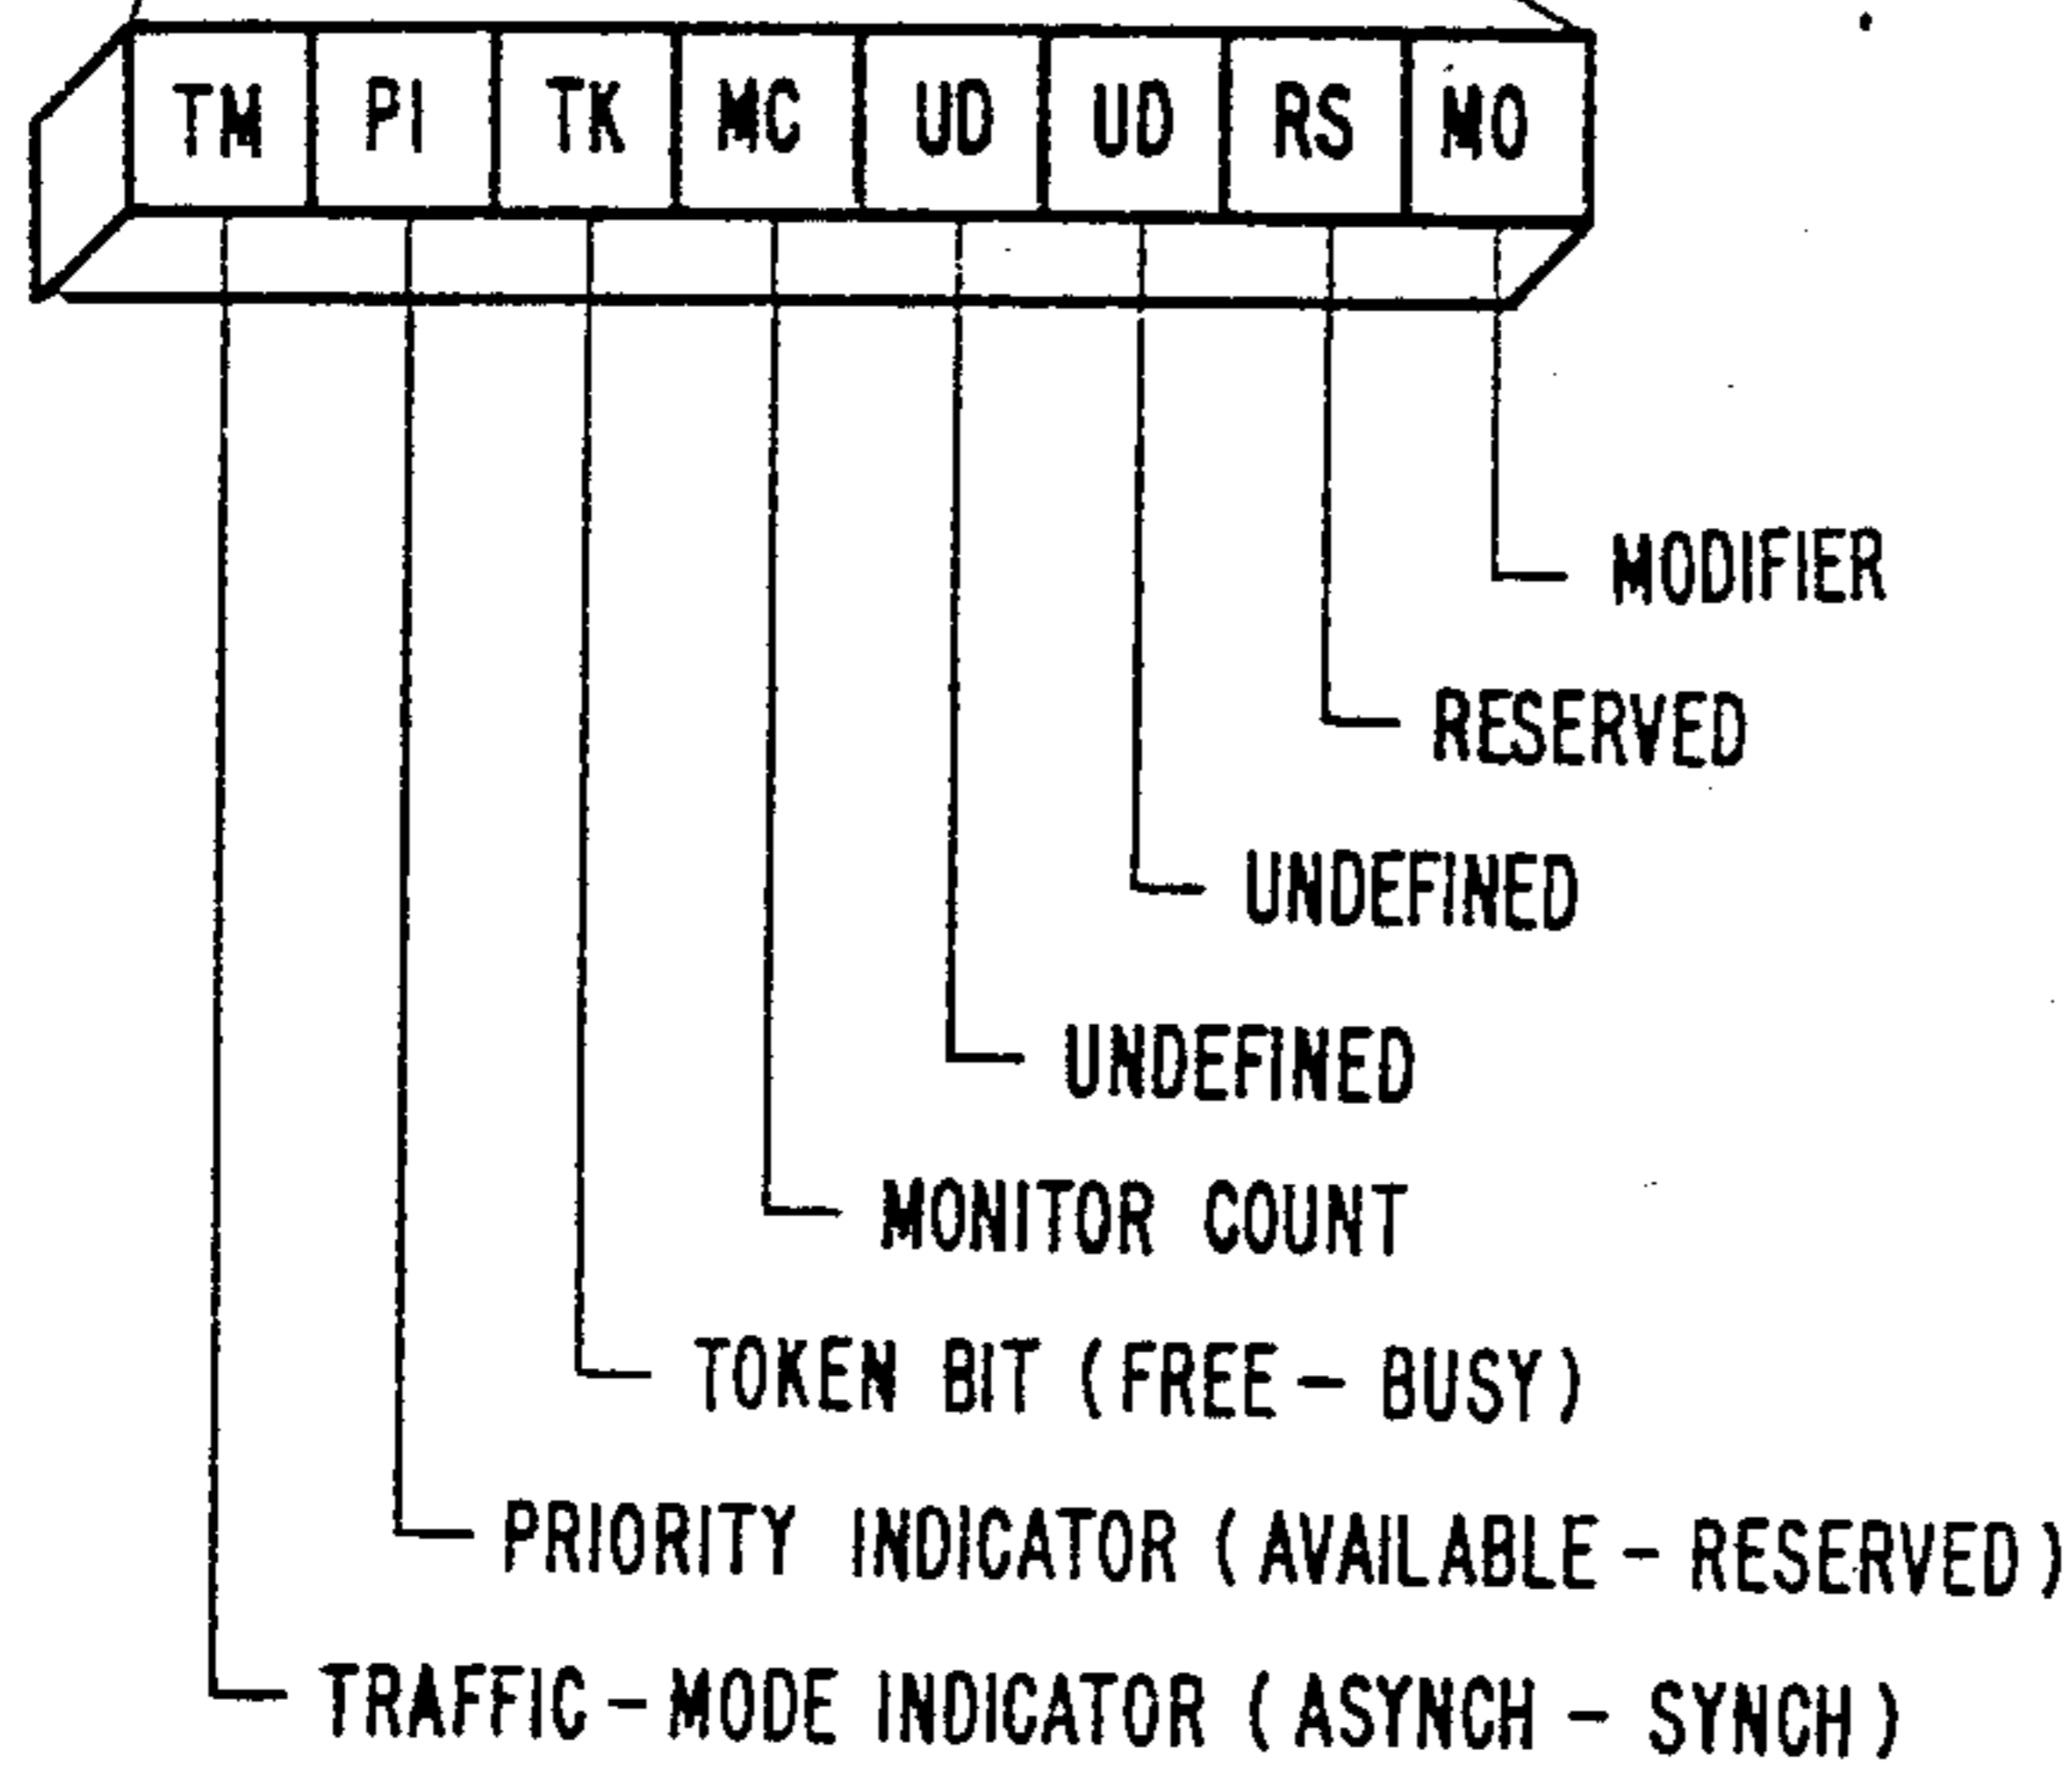 TM PI TK MC UD UD RS MO
MODIFIER
RESERVED
UNDEFINED
UNDEFINED
MONITOR COUNT
TOKEN BIT (FREE - BUSY)
PRIORITY INDICATOR (AVAILABLE - RESERVED)
TRAFFIC - MODE INDICATOR (ASYNCH - SYNCH)